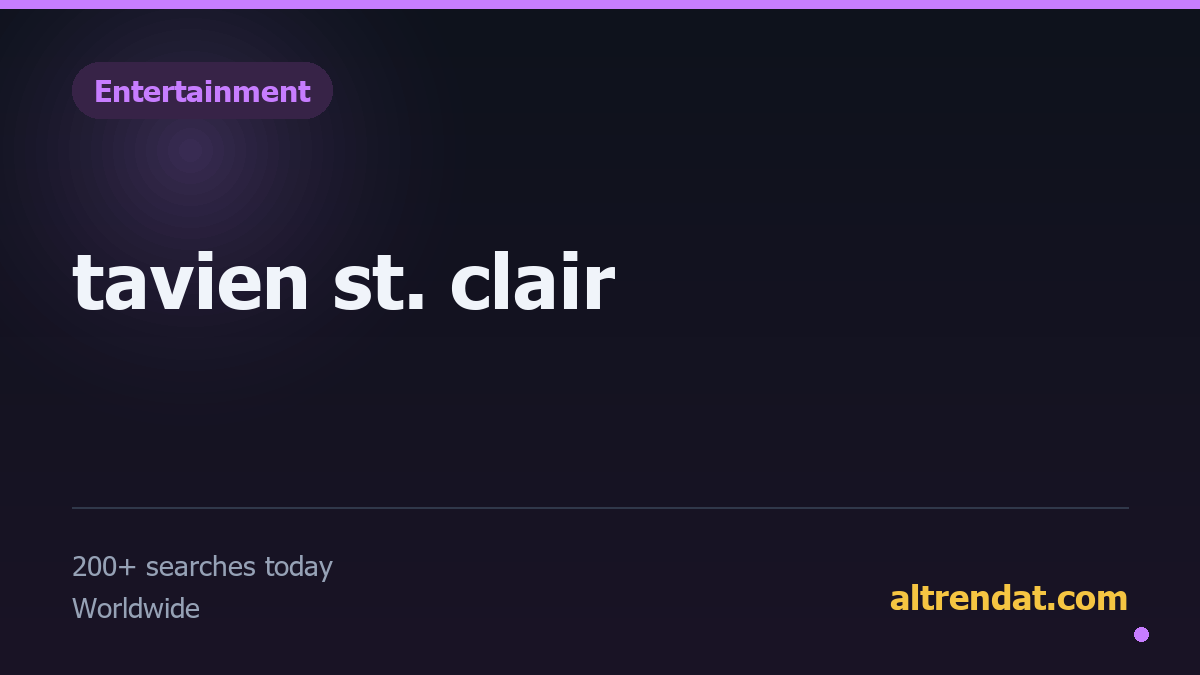 Entertainment
tavien st. clair
200+ searches today
Worldwide
altrendat.com